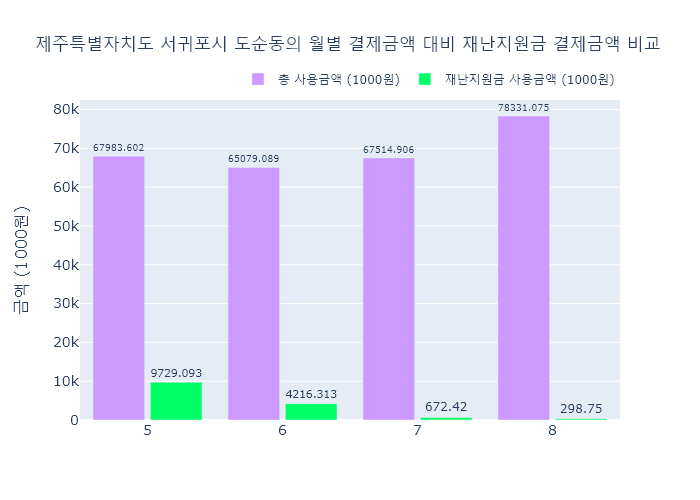 제주특별자치도 서귀포시 도순동의 월별 결제금액 대비 재난지원금 결제금액 비교
총 사용금액 (1000원)
재난지원금 사용금액 (1000원)
금액 (1000원)
80k
70k
60k
50k
40k
30k
20k
10k
0
67983.602
65079.089
67514.906
78331.075
9729.093
4216.313
672.42
298.75
5
6
7
8